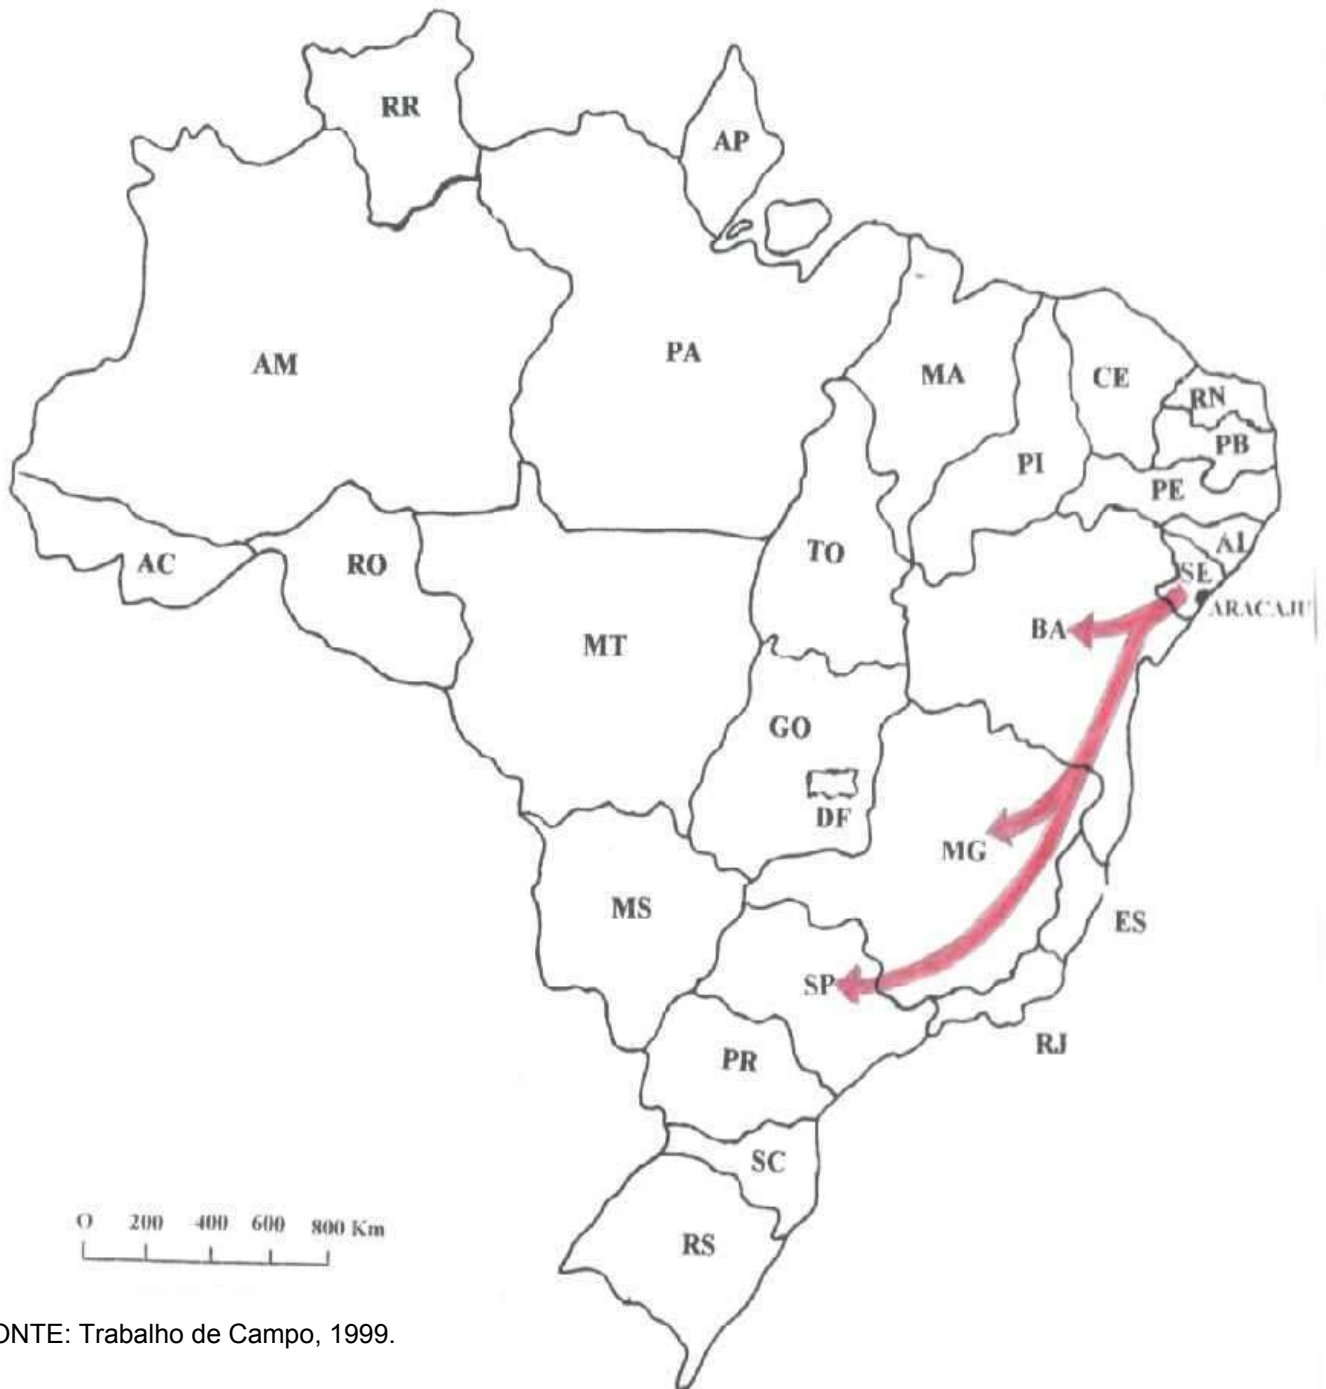 RR
AP
AM
PA
MA
CE
RN
PB
PI
PE
AL
TO
SE
AC
RO
ARACAJU
BA
MT
GO
DF
MG
MS
ES
SP
RJ
PR
SC
RS
O 200 400 600 800 Km
ONTE: Trabalho de Campo, 1999.